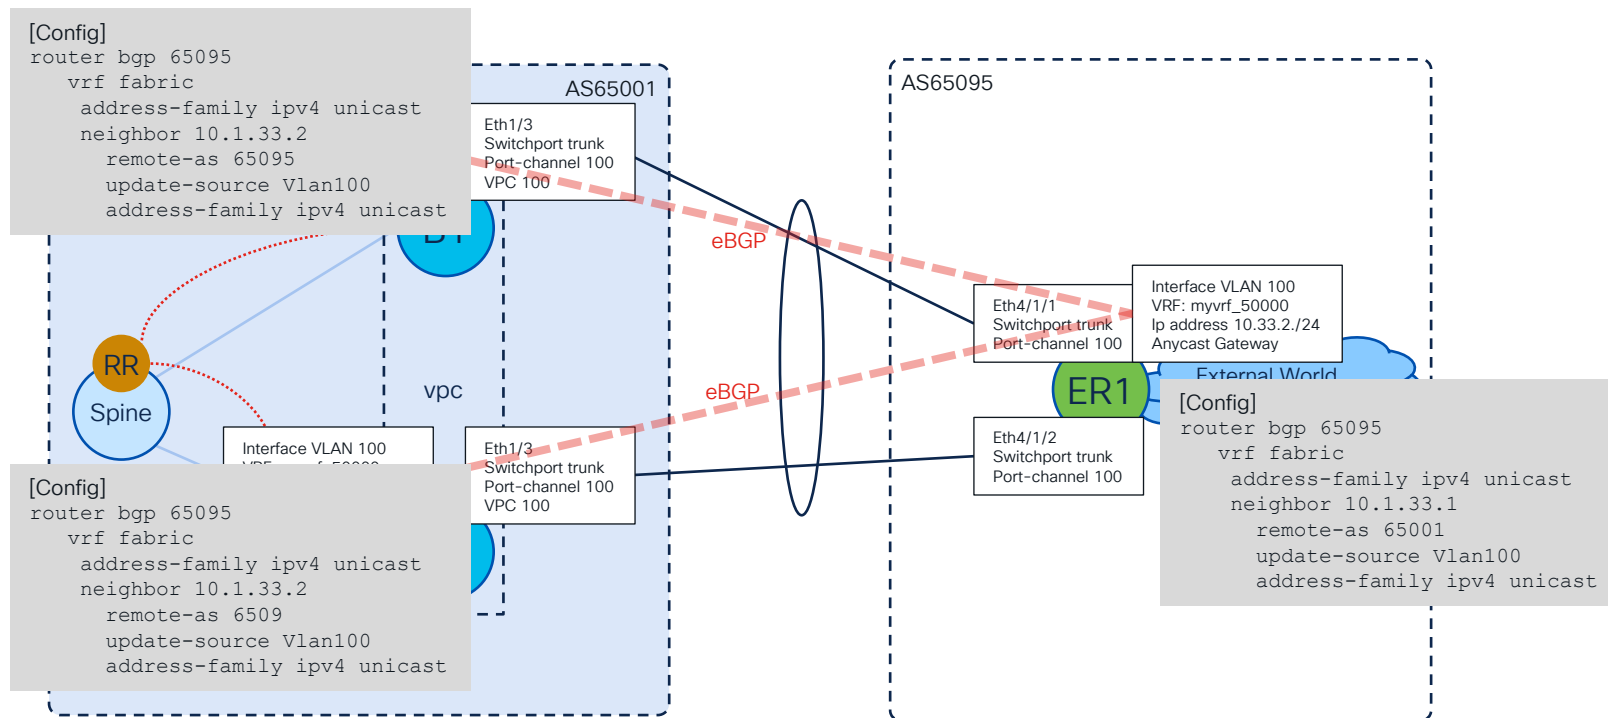 [Config]
router bgp 65095
vrf fabric
address-family ipv4 unicast
neighbor 10.1.33.2
remote-as 65095
update-source Vlan100
address-family ipv4 unicast
AS65001
Eth1/3
Switchport trunk
Port-channel 100
VPC 100
AS65095
eBGP
Eth4/1/1
Switchport trunk
Port-channel 100
Interface VLAN 100
VRF: myvrf_50000
Ip address 10.33.2./24
Anycast Gateway
RR
Spine
vpc
eBGP
ER1
External World
Interface VLAN 100
Eth1/3
Switchport trunk
Port-channel 100
VPC 100
Eth4/1/2
Switchport trunk
Port-channel 100
[Config]
router bgp 65095
vrf fabric
address-family ipv4 unicast
neighbor 10.1.33.2
remote-as 6509
update-source Vlan100
address-family ipv4 unicast
[Config]
router bgp 65095
vrf fabric
address-family ipv4 unicast
neighbor 10.1.33.1
remote-as 65001
update-source Vlan100
address-family ipv4 unicast